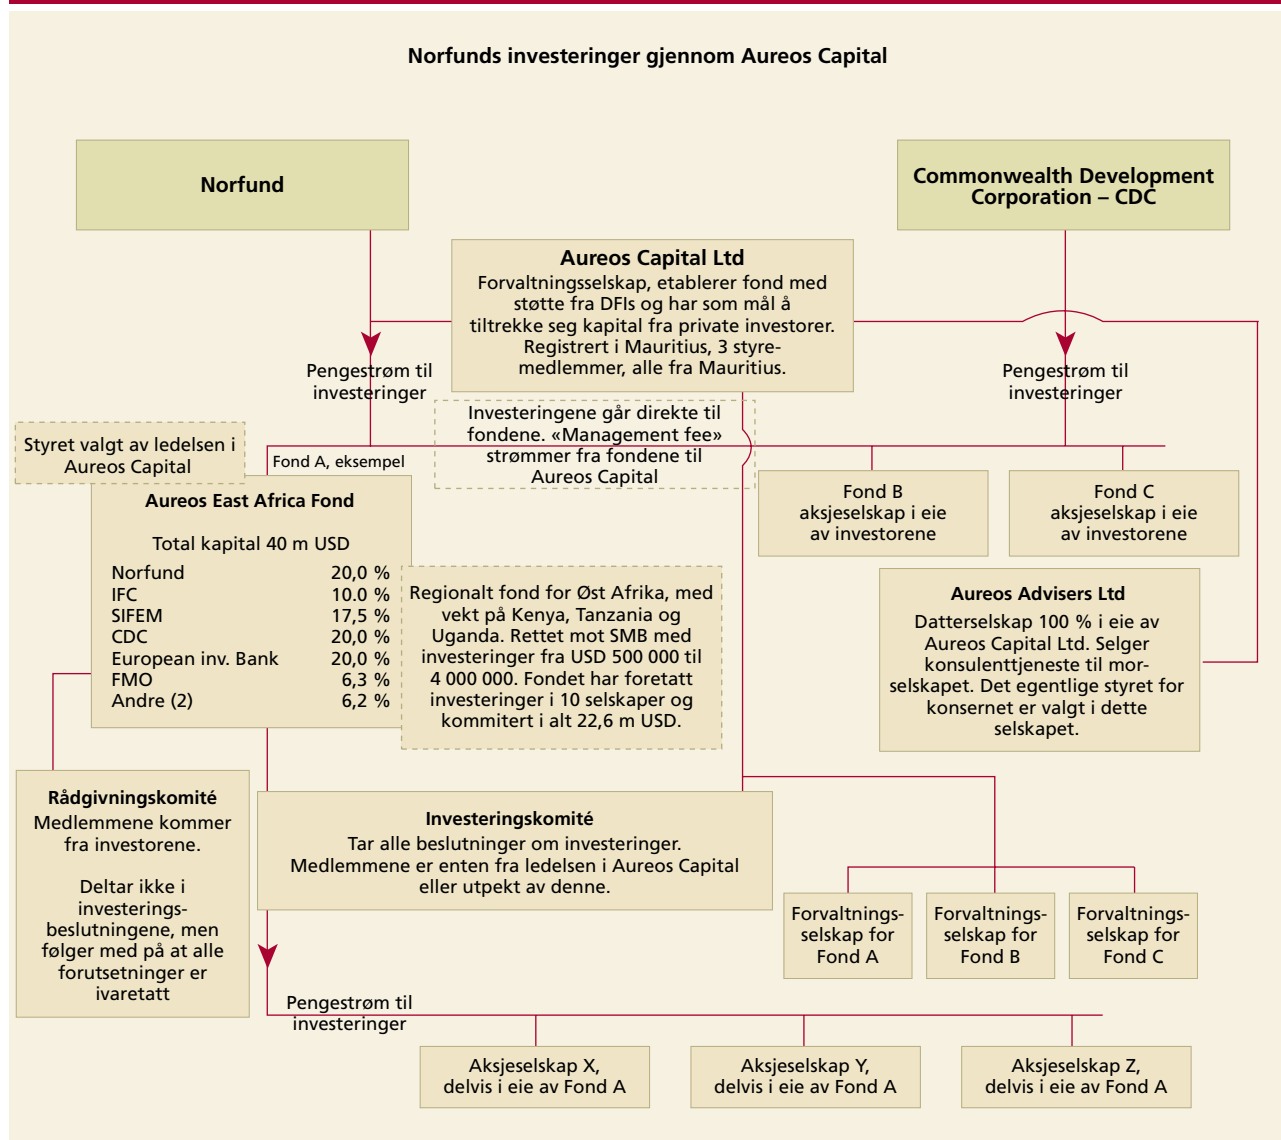 Norfunds investeringer gjennom Aureos Capital
Norfund
Commonwealth Development
Corporation – CDC
Aureos Capital Ltd
Forvaltningsselskap, etablerer fond med
støtte fra DFIs og har som mål å
tiltrekke seg kapital fra private investorer.
Registrert i Mauritius, 3 styre-
medlemmer, alle fra Mauritius.
Pengestrøm til
investeringer
Pengestrøm til
investeringer
Investeringene går direkte til
fondene. «Management fee»
strømmer fra fondene til
Aureos Capital
Styret valgt av ledelsen i
Aureos Capital
Fond A, eksempel
Aureos East Africa Fond
Total kapital 40 m USD
Norfund 20,0 %
IFC 10.0 %
SIFEM 17,5 %
CDC 20,0 %
European inv. Bank 20,0 %
FMO 6,3 %
Andre (2) 6,2 %
Regionalt fond for Øst Afrika, med
vekt på Kenya, Tanzania og
Uganda. Rettet mot SMB med
investeringer fra USD 500 000 til
4 000 000. Fondet har foretatt
investeringer i 10 selskaper og
kommitert i alt 22,6 m USD.
Fond B
aksjeselskap i eie
av investorene
Fond C
aksjeselskap i eie
av investorene
Aureos Advisers Ltd
Datterselskap 100 % i eie av
Aureos Capital Ltd. Selger
konsulenttjeneste til mor-
selskapet. Det egentlige styret for
konsernet er valgt i dette
selskapet.
Rådgivningskomité
Medlemmene kommer
fra investorene.
Deltar ikke i
investerings-
beslutningene, men
følger med på at alle
forutsetninger er
ivaretatt
Investeringskomité
Tar alle beslutninger om investeringer.
Medlemmene er enten fra ledelsen i Aureos Capital
eller utpekt av denne.
Forvaltnings-
selskap for
Fond A
Forvaltnings-
selskap for
Fond B
Forvaltnings-
selskap for
Fond C
Pengestrøm til
investeringer
Aksjeselskap X,
delvis i eie av Fond A
Aksjeselskap Y,
delvis i eie av Fond A
Aksjeselskap Z,
delvis i eie av Fond A